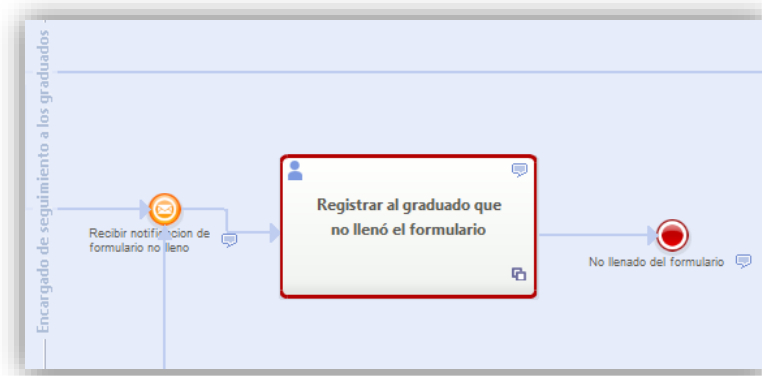 Encargado de seguimiento a los graduados
Recibir notificacion de
formulario no lleno
Registrar al graduado que
no llenó el formulario
No llenado del formulario